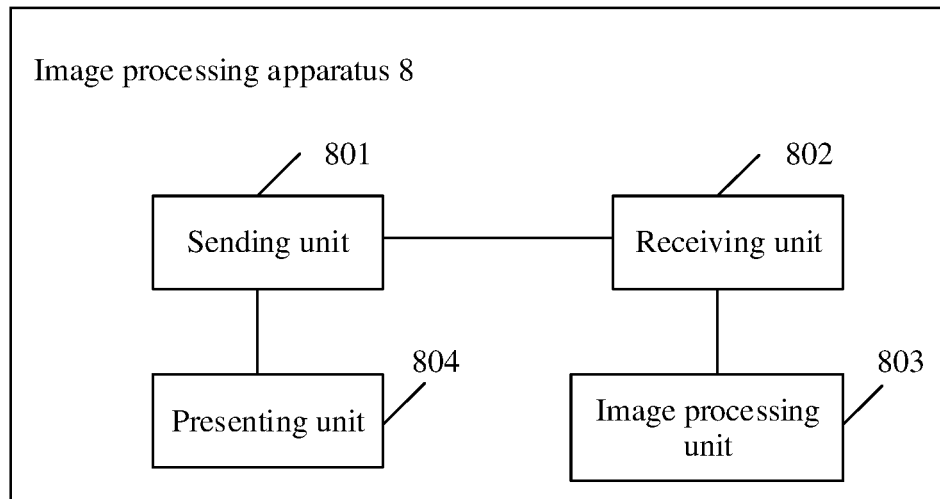 Image processing apparatus 8
801
802
Sending unit
Receiving unit
804
803
Presenting unit
Image processing
unit